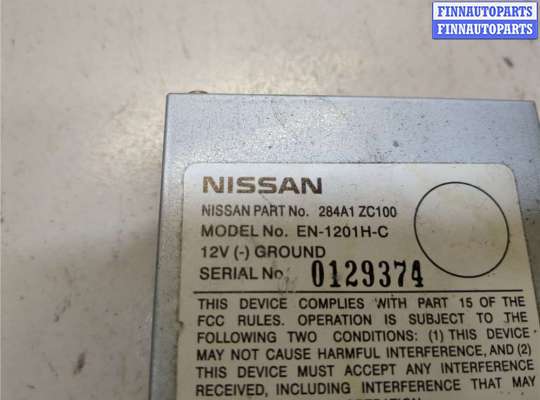 FINNAUTOPARTS
FINNAUTOPARTS
NISSAN
NISSAN PART No. 284A1 ZC100
MODEL No. EN-1201H-C
12V (-) GROUND
SERIAL No. 0129374
THIS DEVICE COMPLIES WITH PART 15 OF THE
FCC RULES. OPERATION IS SUBJECT TO THE
FOLLOWING TWO CONDITIONS: (1) THIS DEVICE
MAY NOT CAUSE HARMFUL INTERFERENCE, AND (2)
THIS DEVICE MUST ACCEPT ANY INTERFERENCE
RECEIVED, INCLUDING INTERFERENCE THAT MAY
OPERATION